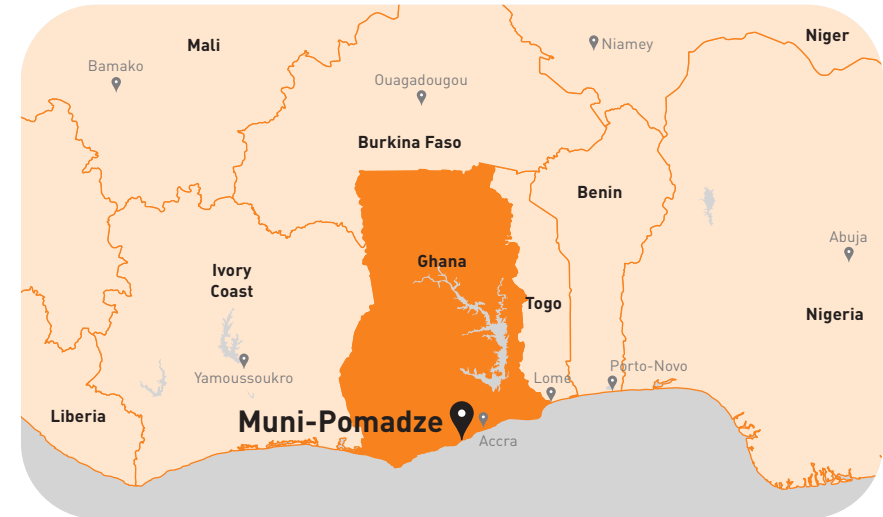 Niger
Mali
Niamey
Bamako
Ouagadougou
Burkina Faso
Benin
Abuja
Ghana
Ivory
Coast
Togo
Nigeria
Porto-Novo
Yamoussoukro
Lome
Liberia
Muni-Pomadze
Accra